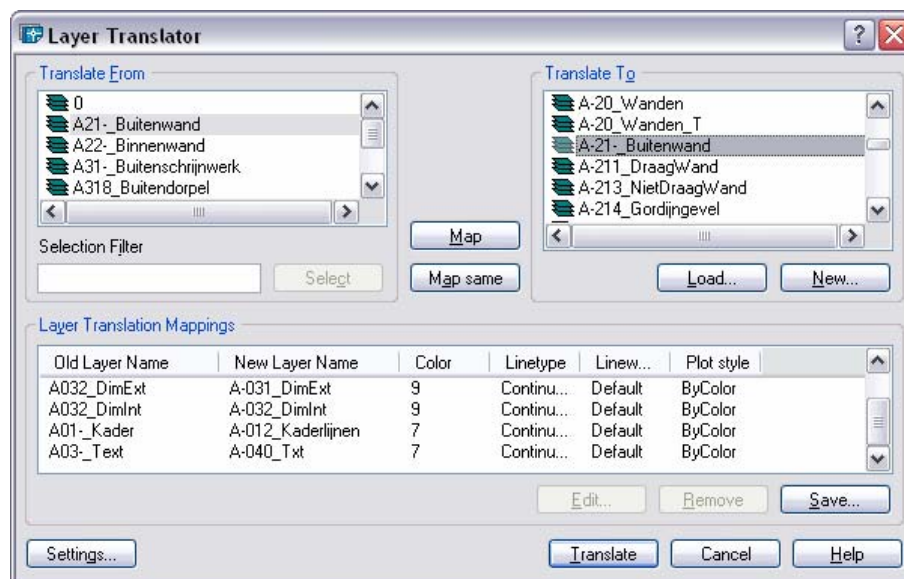 Layer Translator
Translate From
0
A21-_Buitenwand
A22-_Binnenwand
A31-_Buitenschrijnwerk
A318_Buitendorpel
Selection Filter
Select
Map
Map same
Translate To
A-20_Wanden
A-20_Wanden_T
A-21-_Buitenwand
A-211_DraagWand
A-213_NietDraagWand
A-214_Gordijngevel
Load...
New...
Layer Translation Mappings
Old Layer Name New Layer Name Color Linetype Linew... Plot style
A032_DimExt A-031_DimExt 9 Continu... Default ByColor
A032_DimInt A-032_DimInt 9 Continu... Default ByColor
A01-_Kader A-012_Kaderlijnen 7 Continu... Default ByColor
A03-_Text A-040_Txt 7 Continu... Default ByColor
Edit... Remove Save...
Settings... Translate Cancel Help